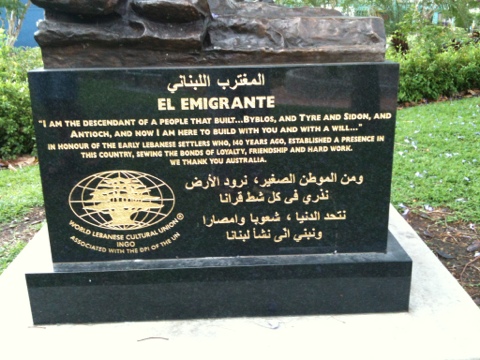 المغترب اللبناني
EL EMIGRANTE
"I AM THE DESCENDANT OF A PEOPLE THAT BUILT...BYBLOS, AND TYRE AND SIDON, AND
ANTIOCH, AND NOW I AM HERE TO BUILD WITH YOU AND WITH A WILL..."
IN HONOUR OF THE EARLY LEBANESE SETTLERS WHO, 140 YEARS AGO, ESTABLISHED A PRESENCE IN
THIS COUNTRY, SEWING THE BONDS OF LOYALTY, FRIENDSHIP AND HARD WORK.
WE THANK YOU AUSTRALIA.
ومن الموطن الصغير، نرود الأرض
نذري في كل شط قرانا
نتحد الدنيا ، شعوبا وامصارا
ونبني انى نشأ لبنانا
WORLD LEBANESE CULTURAL UNION ®
INGO
ASSOCIATED WITH THE DPI OF THE UN